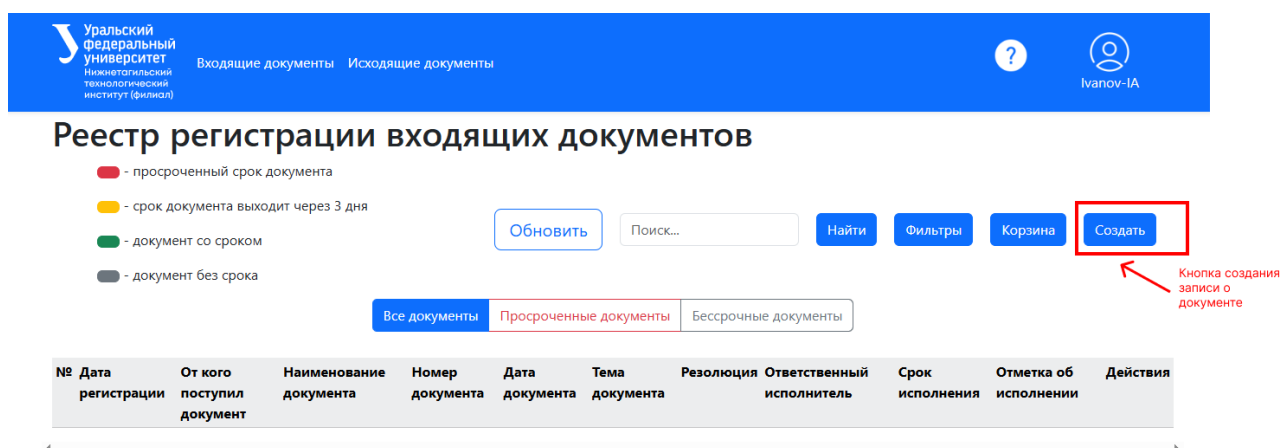 Уральский
федеральный
университет
Нижнетагильский
технологический
институт (филиал)
Входящие документы Исходящие документы
?
Ivanov-IA
Реестр регистрации входящих документов
- просроченный срок документа
- срок документа выходит через 3 дня
- документ со сроком
- документ без срока
Обновить Поиск... Найти Фильтры Корзина Создать
Кнопка создания
записи о
документе
Все документы Просроченные документы Бессрочные документы
№ Дата регистрации От кого поступил документ Наименование документа Номер документа Дата документа Тема документа Резолюция Ответственный исполнитель Срок исполнения Отметка об исполнении Действия